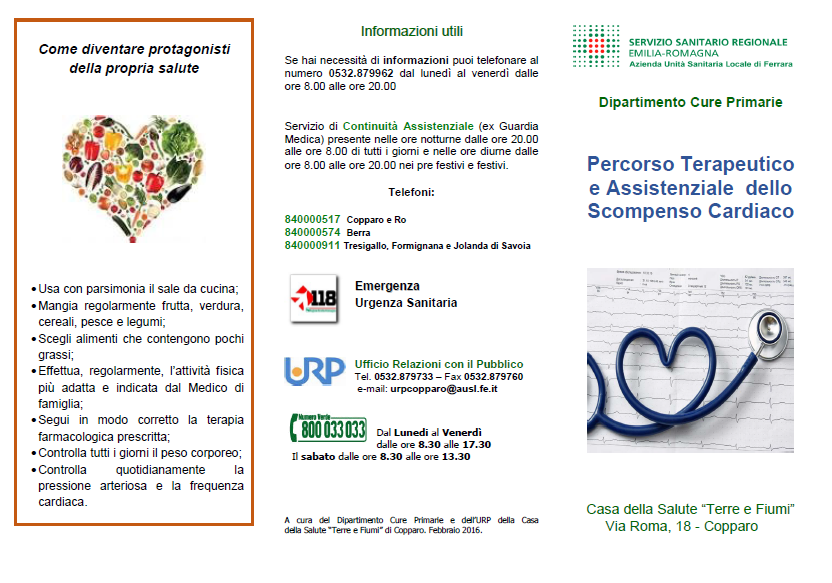 Come diventare protagonisti
della propria salute
•Usa con parsimonia il sale da cucina;
•Mangia regolarmente frutta, verdura,
cereali, pesce e legumi;
•Scegli alimenti che contengono pochi
grassi;
•Effettua, regolarmente, l'attività fisica
più adatta e indicata dal Medico di
famiglia;
•Segui in modo corretto la terapia
farmacologica prescritta;
•Controlla tutti i giorni il peso corporeo;
•Controlla quotidianamente la
pressione arteriosa e la frequenza
cardiaca.
Informazioni utili
Se hai necessità di informazioni puoi telefonare al
numero 0532.879962 dal lunedì al venerdì dalle
ore 8.00 alle ore 20.00
Servizio di Continuità Assistenziale (ex Guardia
Medica) presente nelle ore notturne dalle ore 20.00
alle ore 8.00 di tutti i giorni e nelle ore diurne dalle
ore 8.00 alle ore 20.00 nei pre festivi e festivi.
Telefoni:
840000517 Copparo e Ro
840000574 Berra
840000911 Tresigallo, Formignana e Jolanda di Savoia
118
Emergenza
Urgenza Sanitaria
URP
Ufficio Relazioni con il Pubblico
Tel. 0532.879733 – Fax 0532.879760
e-mail: urpcopparo@ausl.fe.it
Numero Verde
800 033 033
Dal Lunedì al Venerdì
dalle ore 8.30 alle 17.30
Il sabato dalle ore 8.30 alle ore 13.30
A cura del Dipartimento Cure Primarie e dell'URP della Casa
della Salute "Terre e Fiumi" di Copparo. Febbraio 2016.
SERVIZIO SANITARIO REGIONALE
EMILIA-ROMAGNA
Azienda Unità Sanitaria Locale di Ferrara
Dipartimento Cure Primarie
Percorso Terapeutico
e Assistenziale dello
Scompenso Cardiaco
Casa della Salute "Terre e Fiumi"
Via Roma, 18 - Copparo